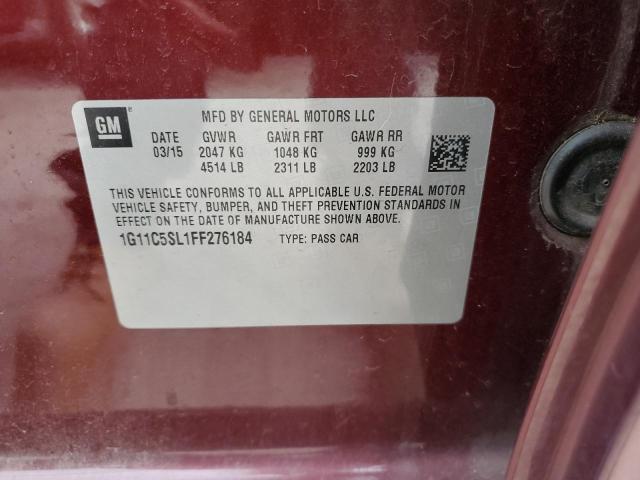 GM
MFD BY GENERAL MOTORS LLC
DATE GVWR GAWR FRT GAWR RR
03/15 2047 KG 1048 KG 999 KG
4514 LB 2311 LB 2203 LB
THIS VEHICLE CONFORMS TO ALL APPLICABLE U.S. FEDERAL MOTOR
VEHICLE SAFETY, BUMPER, AND THEFT PREVENTION STANDARDS IN
EFFECT ON THE DATE OF MANUFACTURE SHOWN ABOVE.
1G11C5SL1FF276184 TYPE: PASS CAR